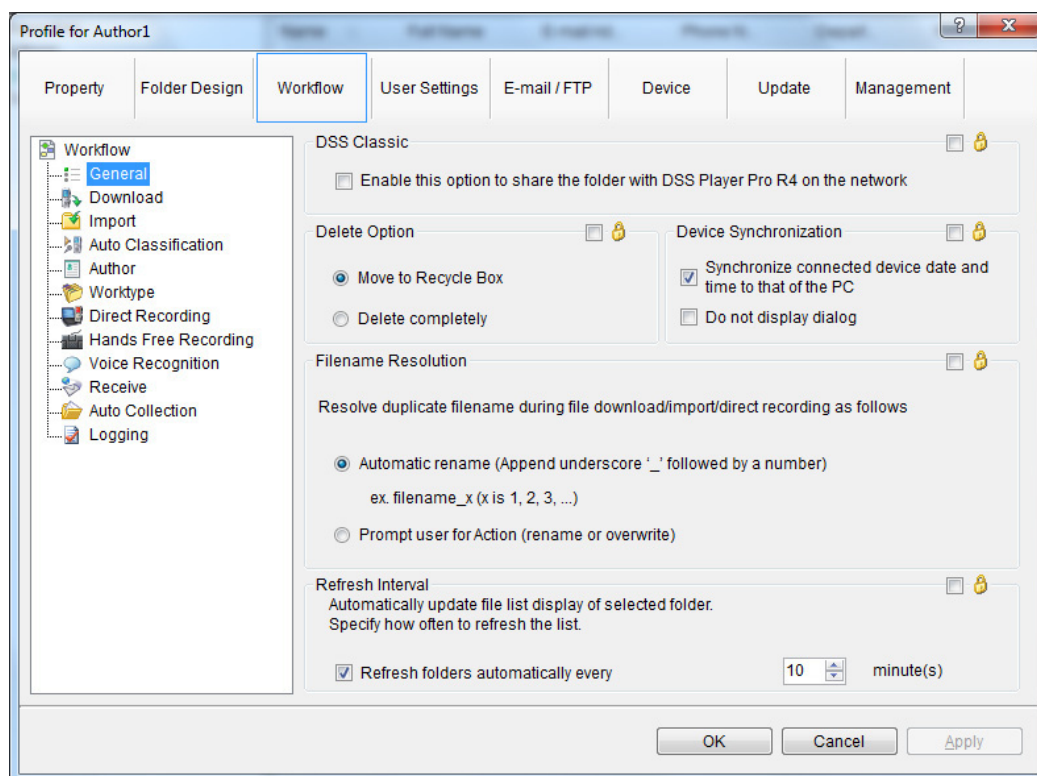 Profile for Author1
Name Full Name E-mail Ad.. Phone N.. Depart..
Property Folder Design Workflow User Settings E-mail / FTP Device Update Management
Workflow
General
Download
Import
Auto Classification
Author
Worktype
Direct Recording
Hands Free Recording
Voice Recognition
Receive
Auto Collection
Logging
DSS Classic
Enable this option to share the folder with DSS Player Pro R4 on the network
Delete Option
Move to Recycle Box
Delete completely
Device Synchronization
Synchronize connected device date and
time to that of the PC
Do not display dialog
Filename Resolution
Resolve duplicate filename during file download/import/direct recording as follows
Automatic rename (Append underscore ‘_’ followed by a number)
ex. filename_x (x is 1, 2, 3, ...)
Prompt user for Action (rename or overwrite)
Refresh Interval
Automatically update file list display of selected folder.
Specify how often to refresh the list.
Refresh folders automatically every 10 minute(s)
OK Cancel Apply